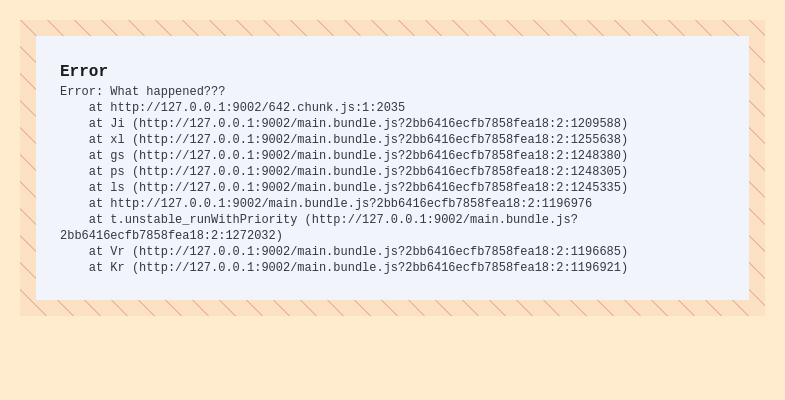 Error
Error: What happened???
    at http://127.0.0.1:9002/642.chunk.js:1:2035
    at Ji (http://127.0.0.1:9002/main.bundle.js?2bb6416ecfb7858fea18:2:1209588)
    at xl (http://127.0.0.1:9002/main.bundle.js?2bb6416ecfb7858fea18:2:1255638)
    at gs (http://127.0.0.1:9002/main.bundle.js?2bb6416ecfb7858fea18:2:1248380)
    at ps (http://127.0.0.1:9002/main.bundle.js?2bb6416ecfb7858fea18:2:1248305)
    at ls (http://127.0.0.1:9002/main.bundle.js?2bb6416ecfb7858fea18:2:1245335)
    at http://127.0.0.1:9002/main.bundle.js?2bb6416ecfb7858fea18:2:1196976
    at t.unstable_runWithPriority (http://127.0.0.1:9002/main.bundle.js?
2bb6416ecfb7858fea18:2:1272032)
    at Vr (http://127.0.0.1:9002/main.bundle.js?2bb6416ecfb7858fea18:2:1196685)
    at Kr (http://127.0.0.1:9002/main.bundle.js?2bb6416ecfb7858fea18:2:1196921)